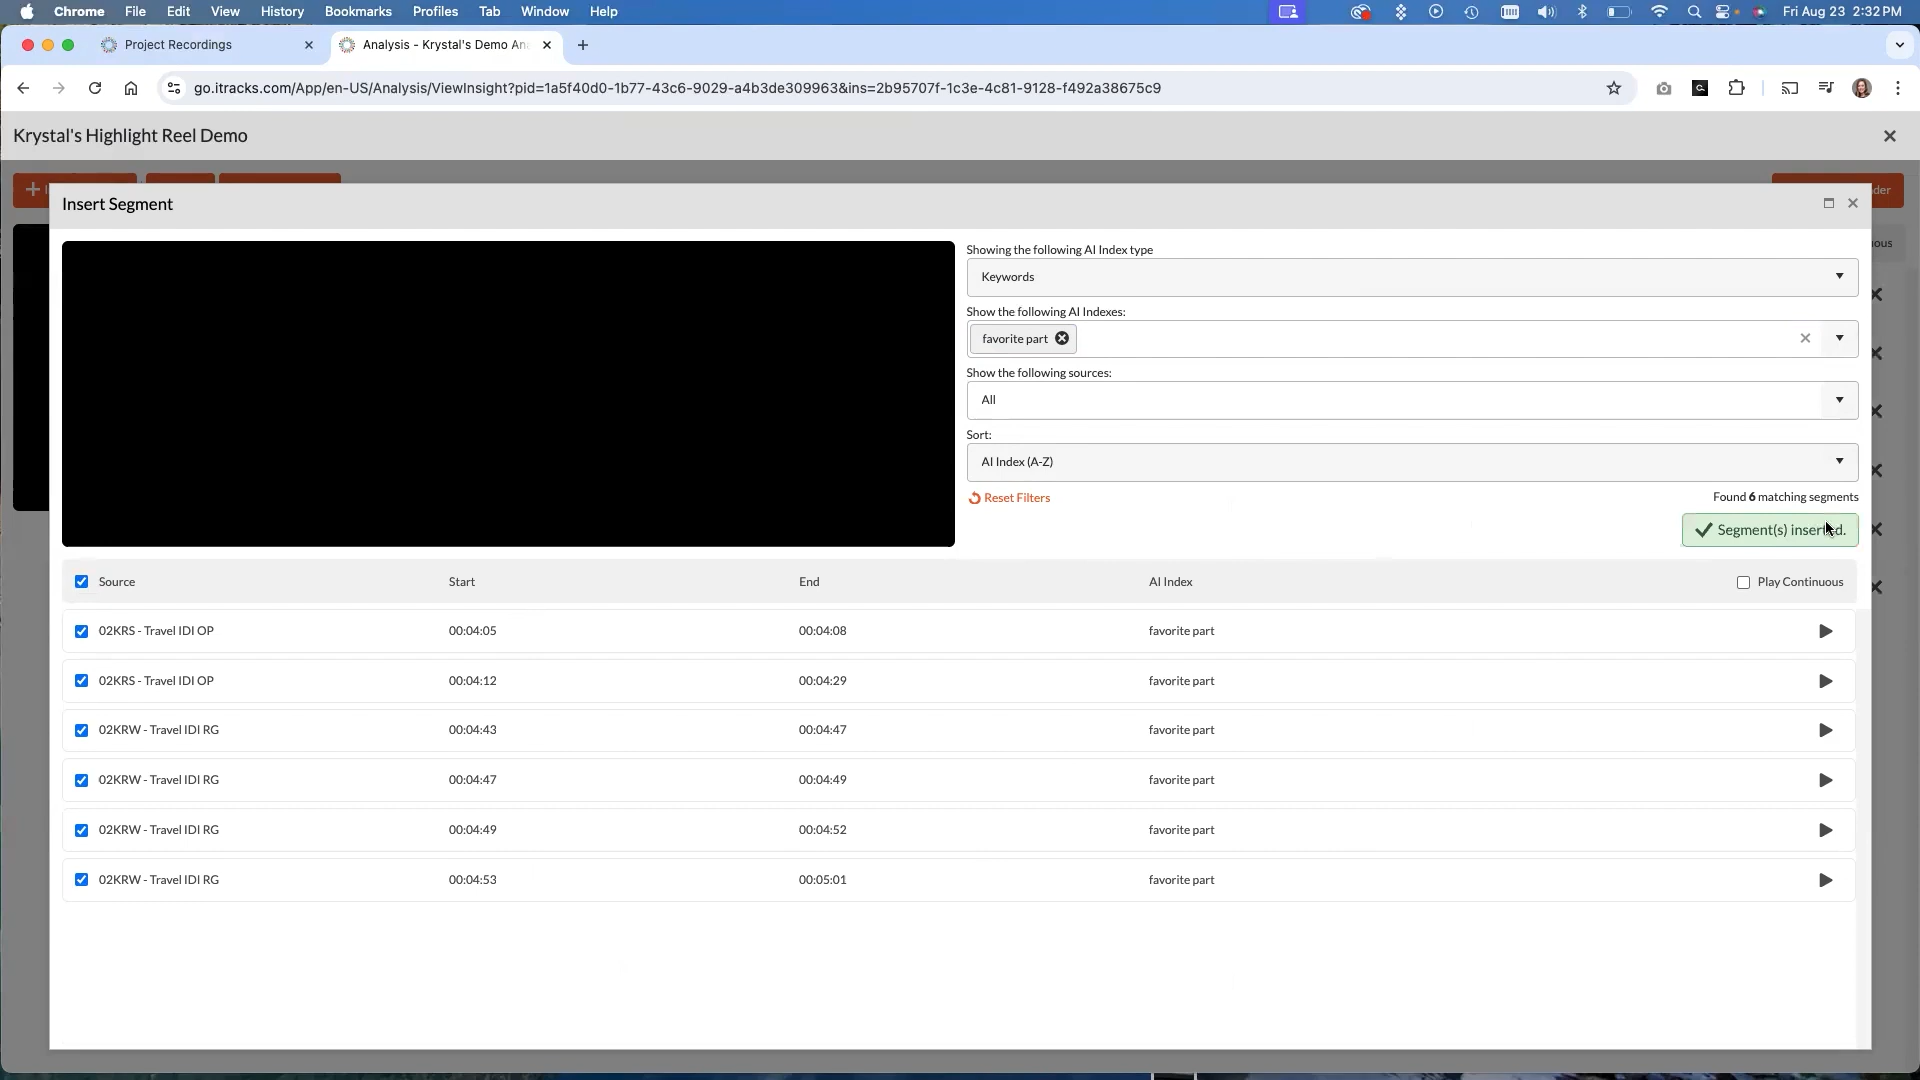 Chrome File Edit View History Bookmarks Profiles Tab Window Help Fri Aug 23 2:32 PM
Project Recordings Analysis - Krystal's Demo An
go.itracks.com/App/en-US/Analysis/ViewInsight?pid=1a5f40d0-1b77-43c6-9029-a4b3de309963&ins=2b95707f-1c3e-4c81-9128-f492a38675c9
Krystal's Highlight Reel Demo
Insert Segment
Showing the following AI Index type
Keywords
Show the following AI Indexes:
favorite part
Show the following sources:
All
Sort:
AI Index (A-Z)
Reset Filters Found 6 matching segments
Segment(s) inserted.
Source Start End AI Index Play Continuous
02KRS - Travel IDI OP 00:04:05 00:04:08 favorite part
02KRS - Travel IDI OP 00:04:12 00:04:29 favorite part
02KRW - Travel IDI RG 00:04:43 00:04:47 favorite part
02KRW - Travel IDI RG 00:04:47 00:04:49 favorite part
02KRW - Travel IDI RG 00:04:49 00:04:52 favorite part
02KRW - Travel IDI RG 00:04:53 00:05:01 favorite part